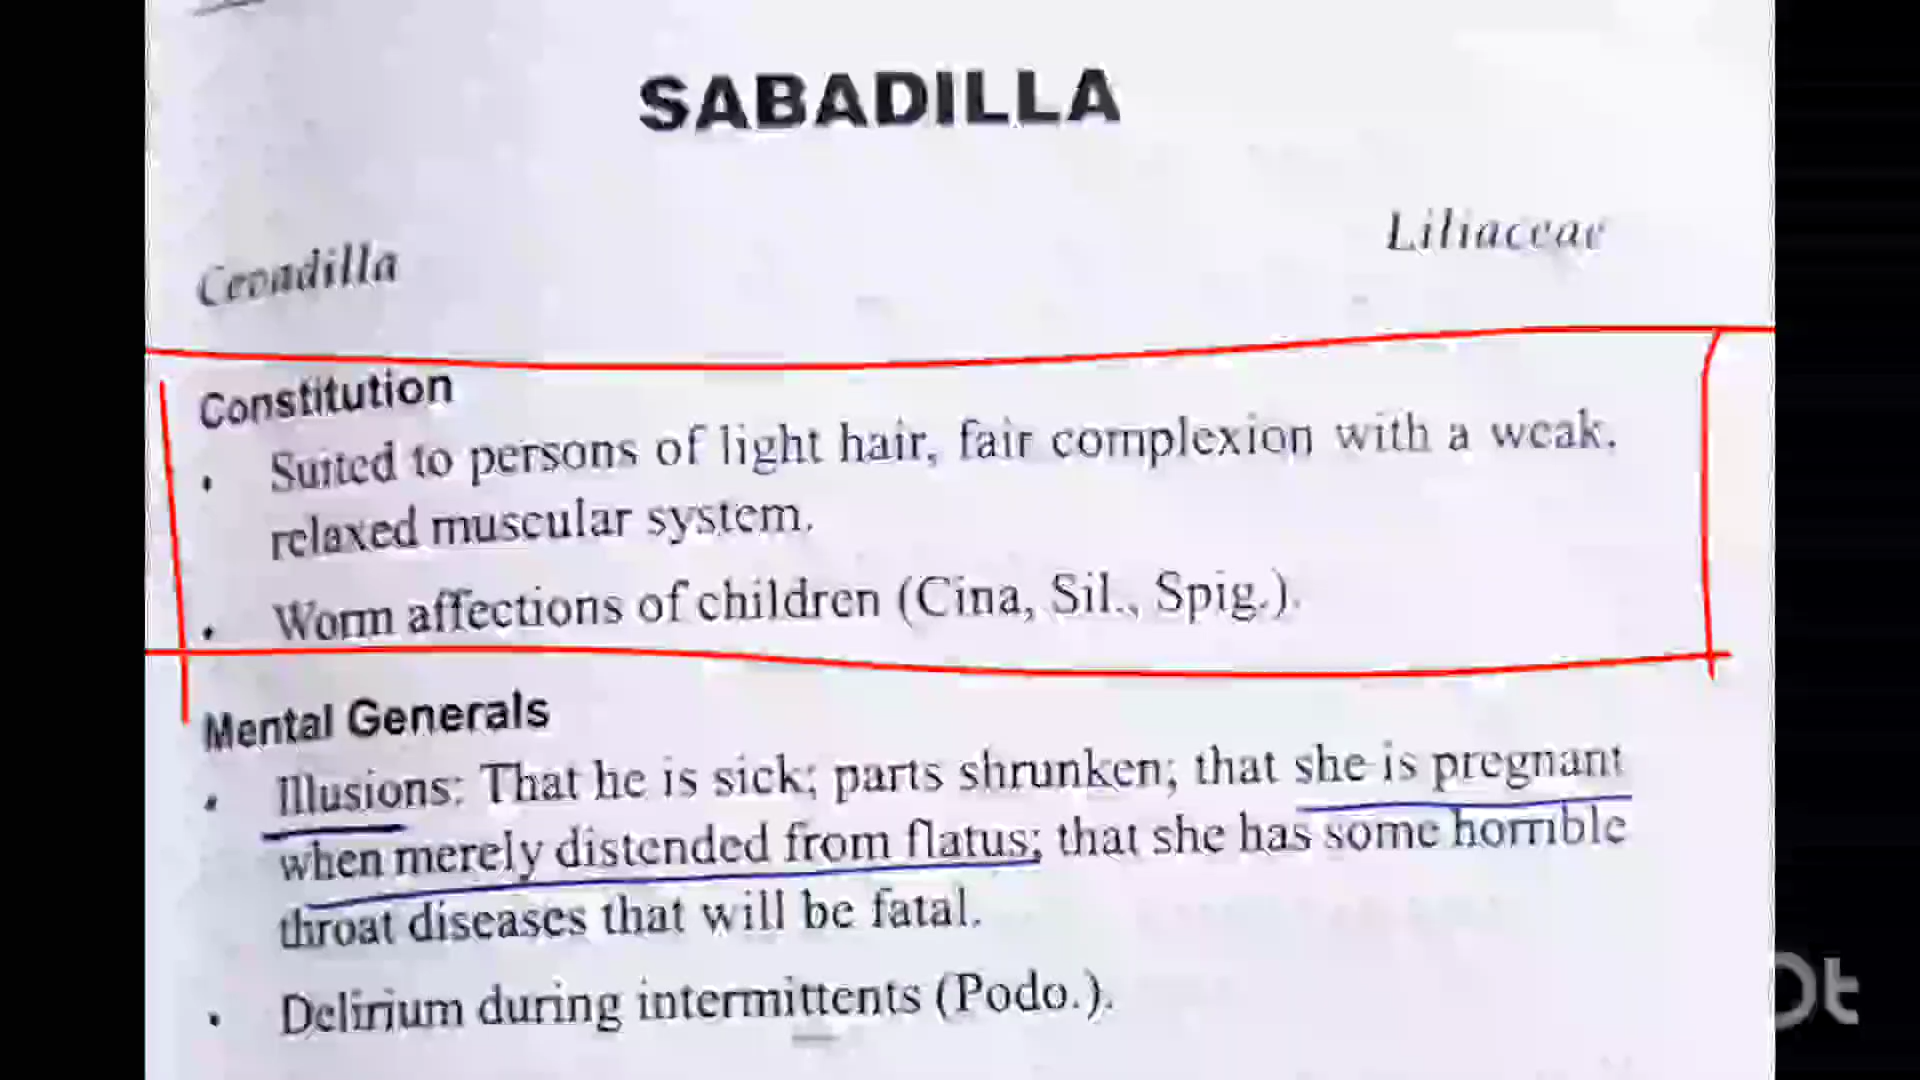 SABADILLA
Liliaceae
Cevadilla
Constitution
• Suited to persons of light hair, fair complexion with a weak,
relaxed muscular system.
• Worm affections of children (Cina, Sil., Spig.).
Mental Generals
• Illusions: That he is sick; parts shrunken; that she is pregnant
when merely distended from flatus; that she has some horrible
throat diseases that will be fatal.
• Delirium during intermittents (Podo.).